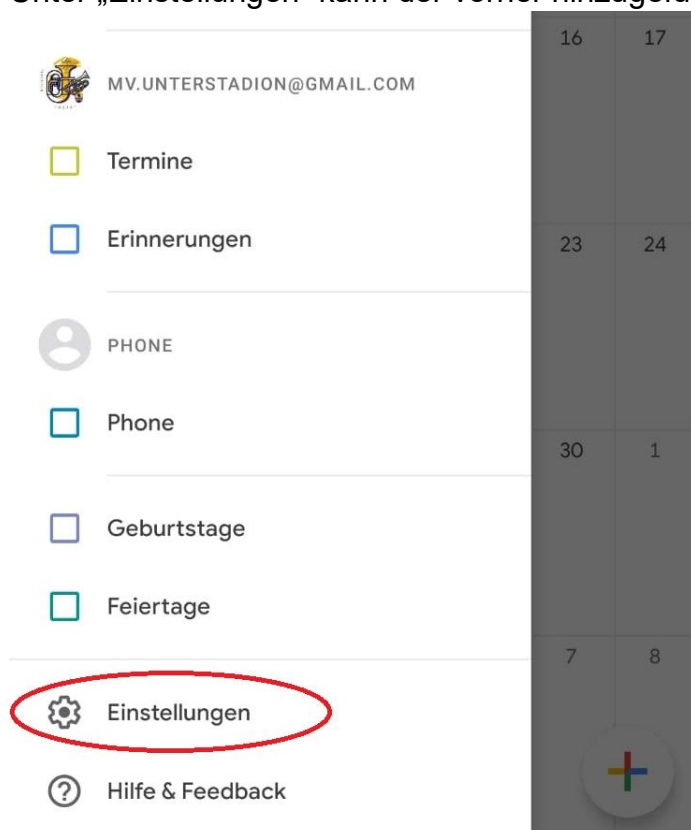 16 17
MV.UNTERSTADION@GMAIL.COM
Termine
Erinnerungen
23 24
PHONE
Phone
30 1
Geburtstage
Feiertage
7 8
Einstellungen
Hilfe & Feedback